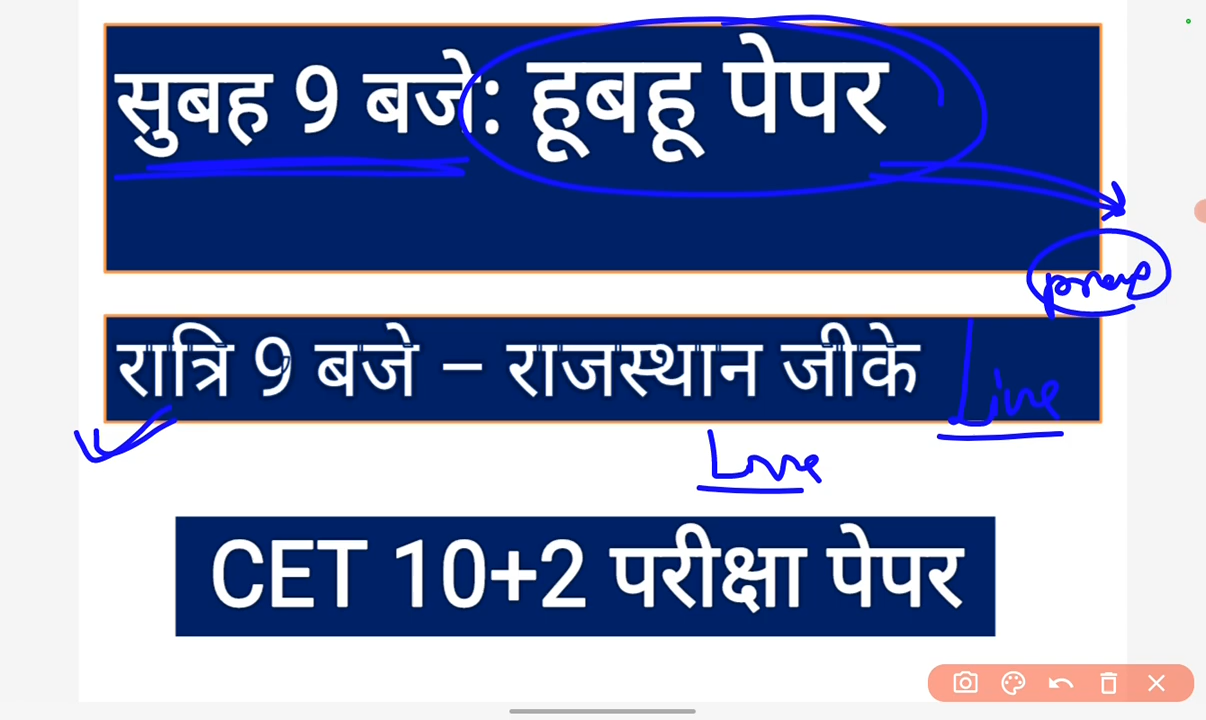 सुबह 9 बजे: हूबहू पेपर
रात्रि 9 बजे – राजस्थान जीके Live
Live
CET 10+2 परीक्षा पेपर